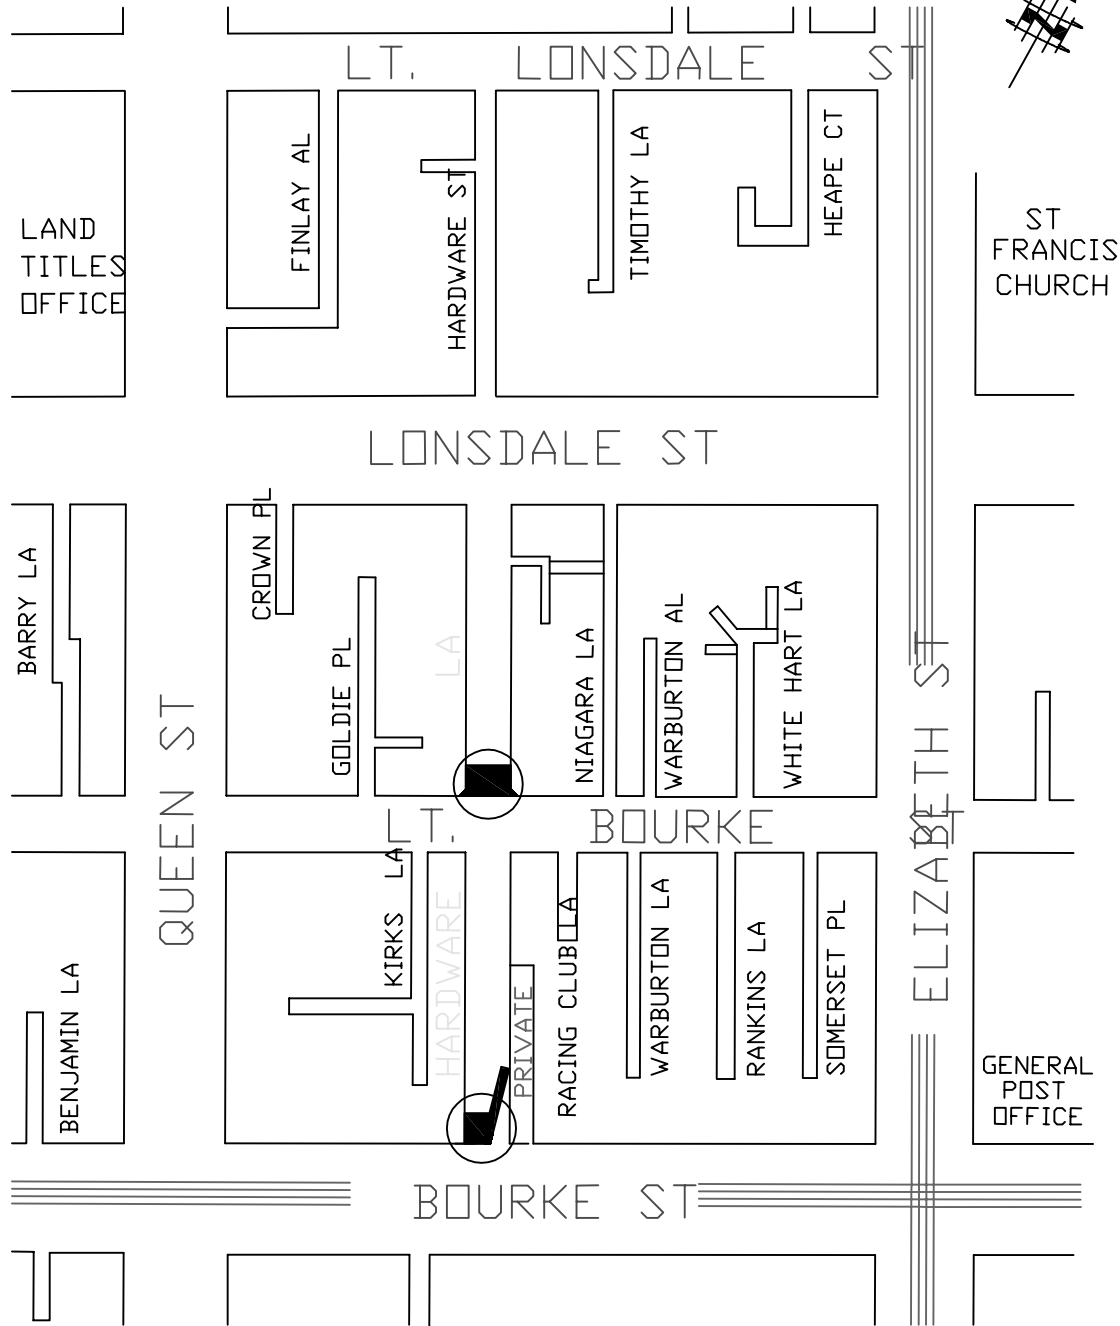 LT. LONSDALE ST
FINLAY AL
HARDWARE ST
TIMOTHY LA
HEAPE CT
LAND
TITLES
OFFICE
ST
FRANCIS
CHURCH
LONSDALE ST
BARRY LA
CROWN PL
GOLDIE PL
LA
NIAGARA LA
WARBURTON AL
WHITE HART LA
QUEEN ST
ELIZABETH ST
LT. BOURKE ST
KIRKS LA
HARDWARE
PRIVATE
RACING CLUB LA
WARBURTON LA
RANKINS LA
SOMERSET PL
BENJAMIN LA
GENERAL
POST
OFFICE
BOURKE ST